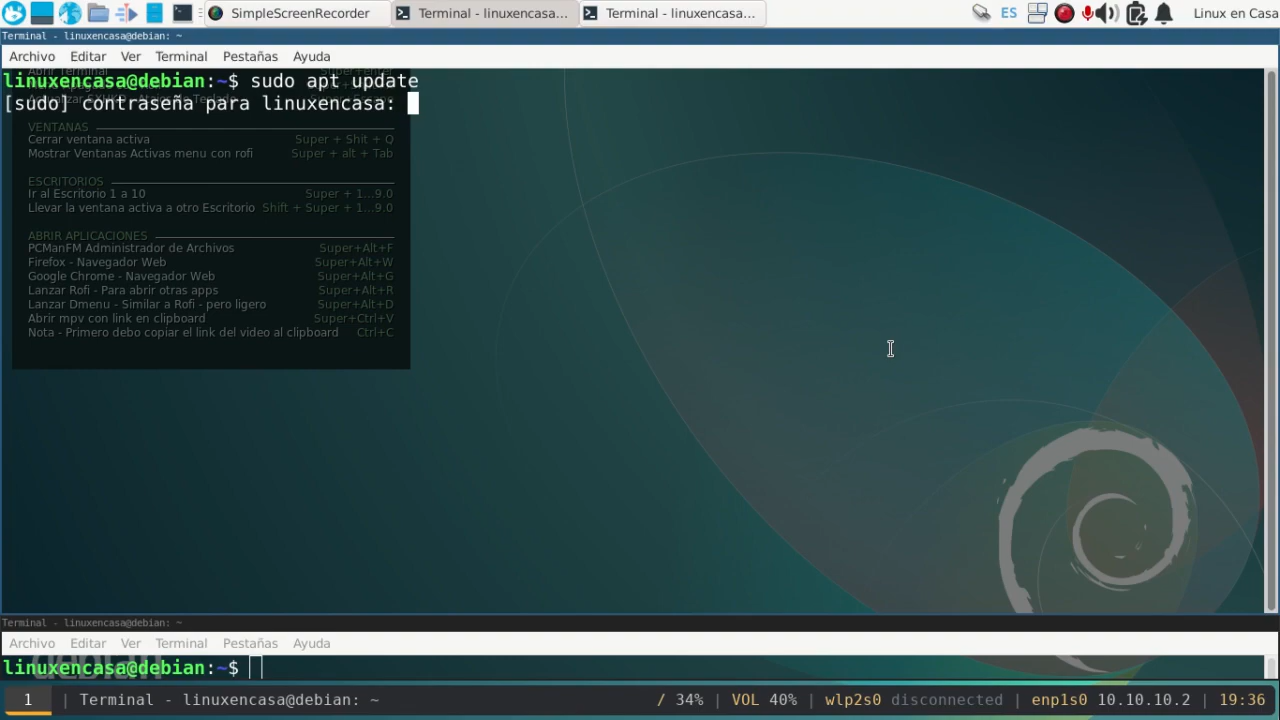 SimpleScreenRecorder
Terminal - linuxencasa...
Terminal - linuxencasa...
ES
Linux en Casa
Terminal - linuxencasa@debian: ~
Archivo Editar Ver Terminal Pestañas Ayuda
linuxencasa@debian:~$ sudo apt update
Abrir Terminal Super+enter
[sudo] contraseña para linuxencasa:
VENTANAS
Cerrar ventana activa Super + Shit + Q
Mostrar Ventanas Activas menu con rofi Super + alt + Tab
ESCRITORIOS
Ir al Escritorio 1 a 10 Super + 1...9.0
Llevar la ventana activa a otro Escritorio Shift + Super + 1...9.0
ABRIR APLICACIONES
PCManFM Administrador de Archivos Super+Alt+F
Firefox - Navegador Web Super+Alt+W
Google Chrome - Navegador Web Super+Alt+G
Lanzar Rofi - Para abrir otras apps Super+Alt+R
Lanzar Dmenu - Similar a Rofi - pero ligero Super+Alt+D
Abrir mpv con link en clipboard Super+Ctrl+V
Nota - Primero debo copiar el link del video al clipboard Ctrl+C
Terminal - linuxencasa@debian: ~
Archivo Editar Ver Terminal Pestañas Ayuda
linuxencasa@debian:~$
debian
1 | Terminal - linuxencasa@debian: ~ / 34% | VOL 40% | wlp2s0 disconnected | enp1s0 10.10.10.2 | 19:36